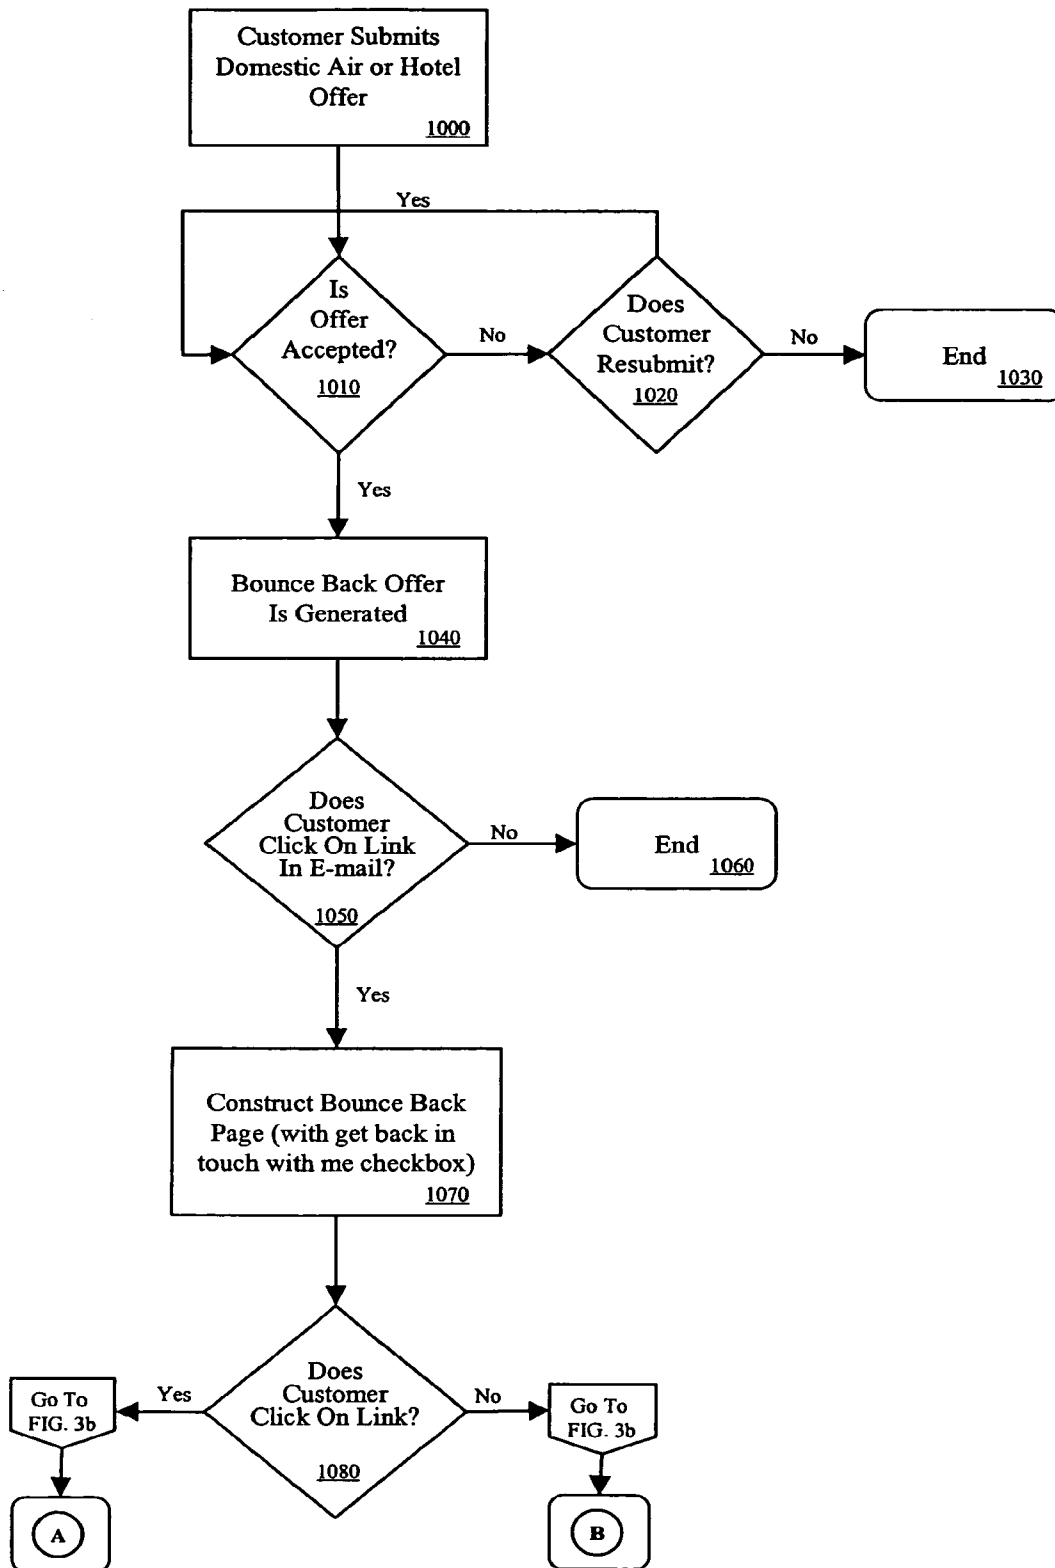 Customer Submits
Domestic Air or Hotel
Offer
1000
Yes
Is
Offer
Accepted?
1010
No
Does
Customer
Resubmit?
1020
No
End
1030
Yes
Bounce Back Offer
Is Generated
1040
Does
Customer
Click On Link
In E-mail?
1050
No
End
1060
Yes
Construct Bounce Back
Page (with get back in
touch with me checkbox)
1070
Does
Customer
Click On Link?
1080
Yes
Go To
FIG. 3b
A
No
Go To
FIG. 3b
B